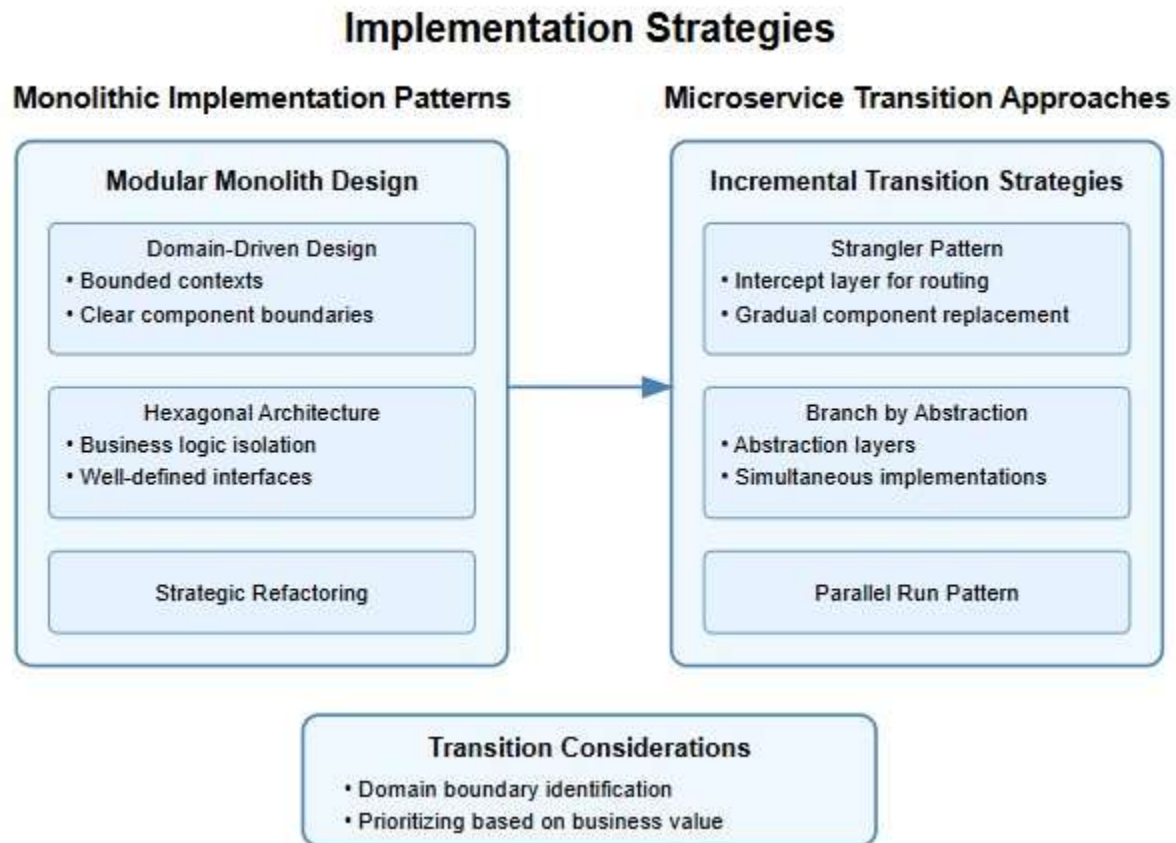 Implementation Strategies
Monolithic Implementation Patterns
Modular Monolith Design
Domain-Driven Design
• Bounded contexts
• Clear component boundaries
Hexagonal Architecture
• Business logic isolation
• Well-defined interfaces
Strategic Refactoring
Microservice Transition Approaches
Incremental Transition Strategies
Strangler Pattern
• Intercept layer for routing
• Gradual component replacement
Branch by Abstraction
• Abstraction layers
• Simultaneous implementations
Parallel Run Pattern
Transition Considerations
• Domain boundary identification
• Prioritizing based on business value